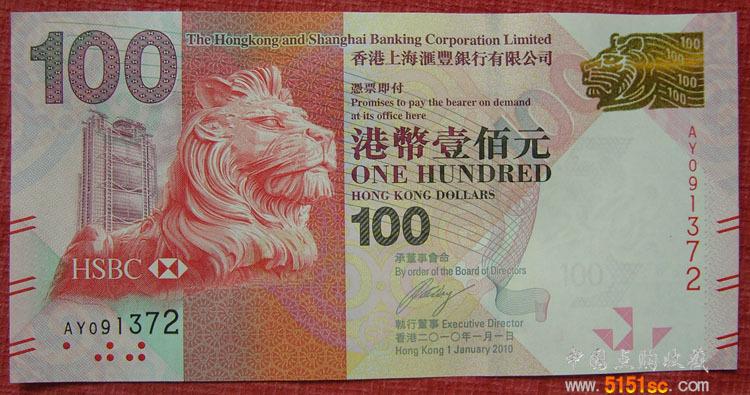 100
The Hongkong and Shanghai Banking Corporation Limited
香港上海滙豐銀行有限公司
憑票即付
Promises to pay the bearer on demand
at its office here
港幣壹佰元
ONE HUNDRED
HONG KONG DOLLARS
100
承董事會命
By order of the Board of Directors
執行董事 Executive Director
香港二〇一〇年一月一日
Hong Kong 1 January 2010
HSBC
AY091372
100
100
100
100
AY091372
100
100
中国点购收藏
www.5151sc.com